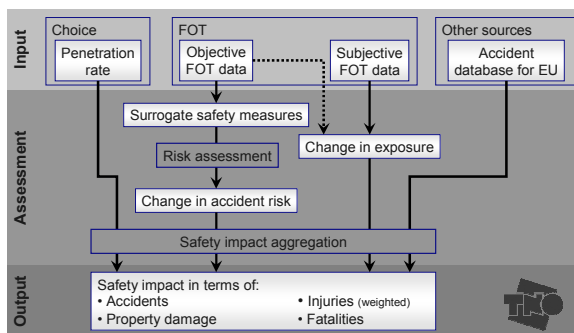 Input
Choice
Penetration
rate
FOT
Objective
FOT data
Subjective
FOT data
Other sources
Accident
database for EU
Assessment
Surrogate safety measures
Risk assessment
Change in exposure
Change in accident risk
Safety impact aggregation
Output
Safety impact in terms of:
• Accidents
• Injuries (weighted)
• Property damage
• Fatalities
TNO